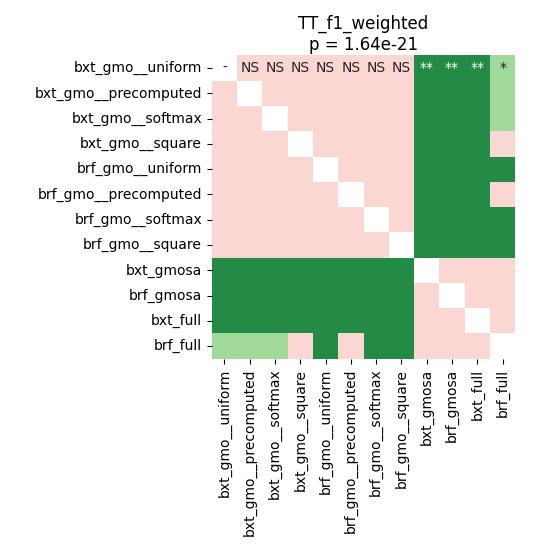 TT_f1_weighted
p = 1.64e-21
bxt_gmo__uniform - NS NS NS NS NS NS NS ** ** ** *
bxt_gmo__precomputed
bxt_gmo__softmax
bxt_gmo__square
brf_gmo__uniform
brf_gmo__precomputed
brf_gmo__softmax
brf_gmo__square
bxt_gmosa
brf_gmosa
bxt_full
brf_full
bxt_gmo__uniform
bxt_gmo__precomputed
bxt_gmo__softmax
bxt_gmo__square
brf_gmo__uniform
brf_gmo__precomputed
brf_gmo__softmax
brf_gmo__square
bxt_gmosa
brf_gmosa
bxt_full
brf_full